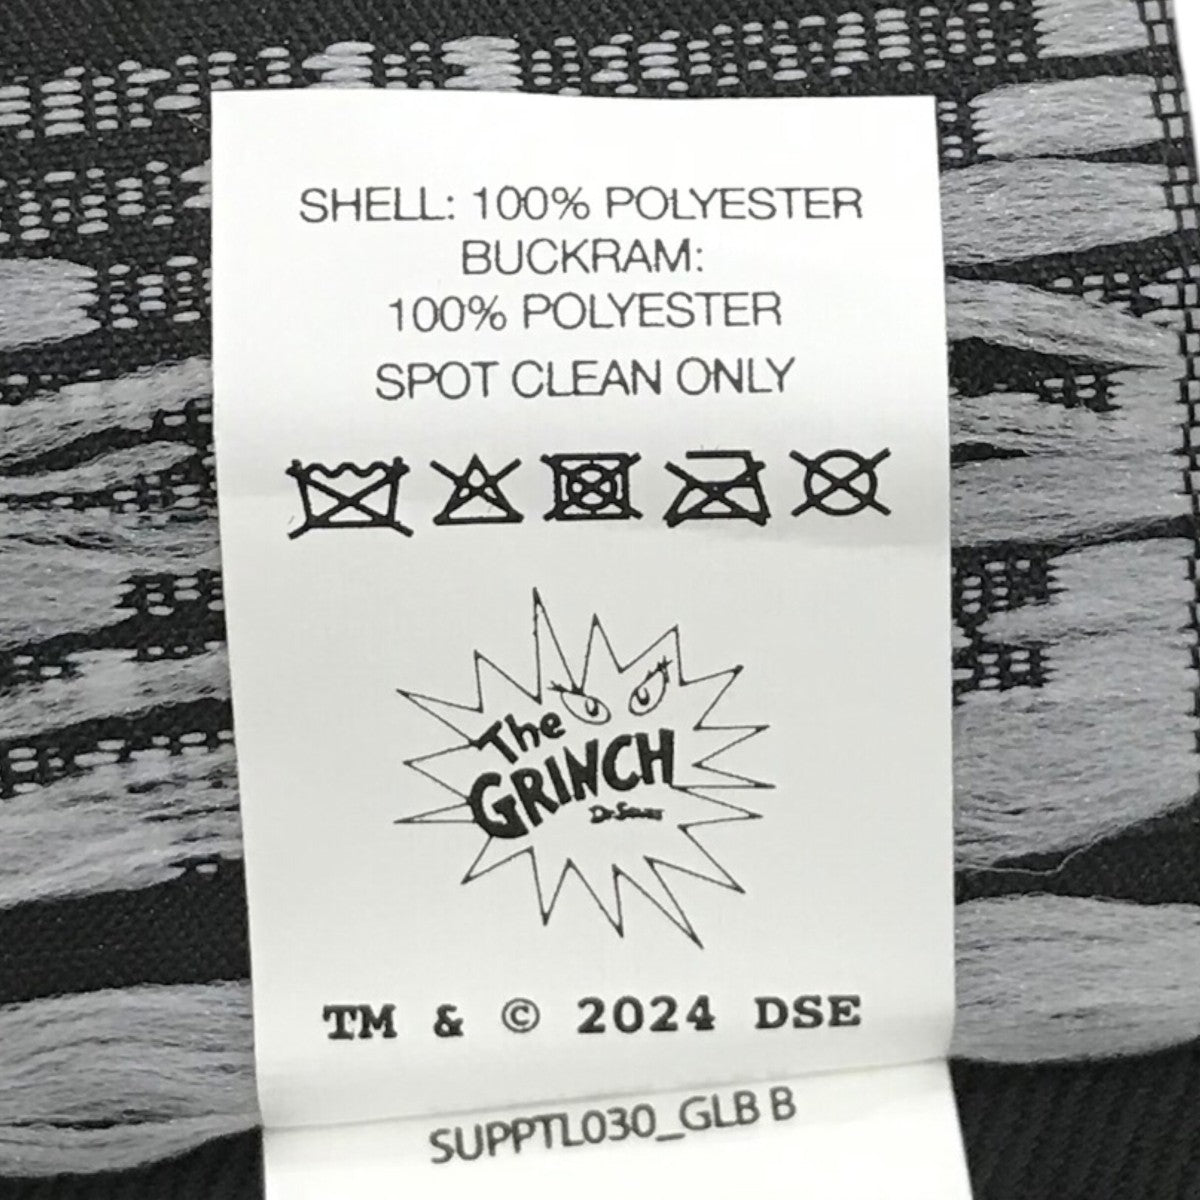 SHELL: 100% POLYESTER
BUCKRAM:
100% POLYESTER
SPOT CLEAN ONLY
The
GRINCH
Dr. Seuss
TM & © 2024 DSE
SUPPTL030_GLB B